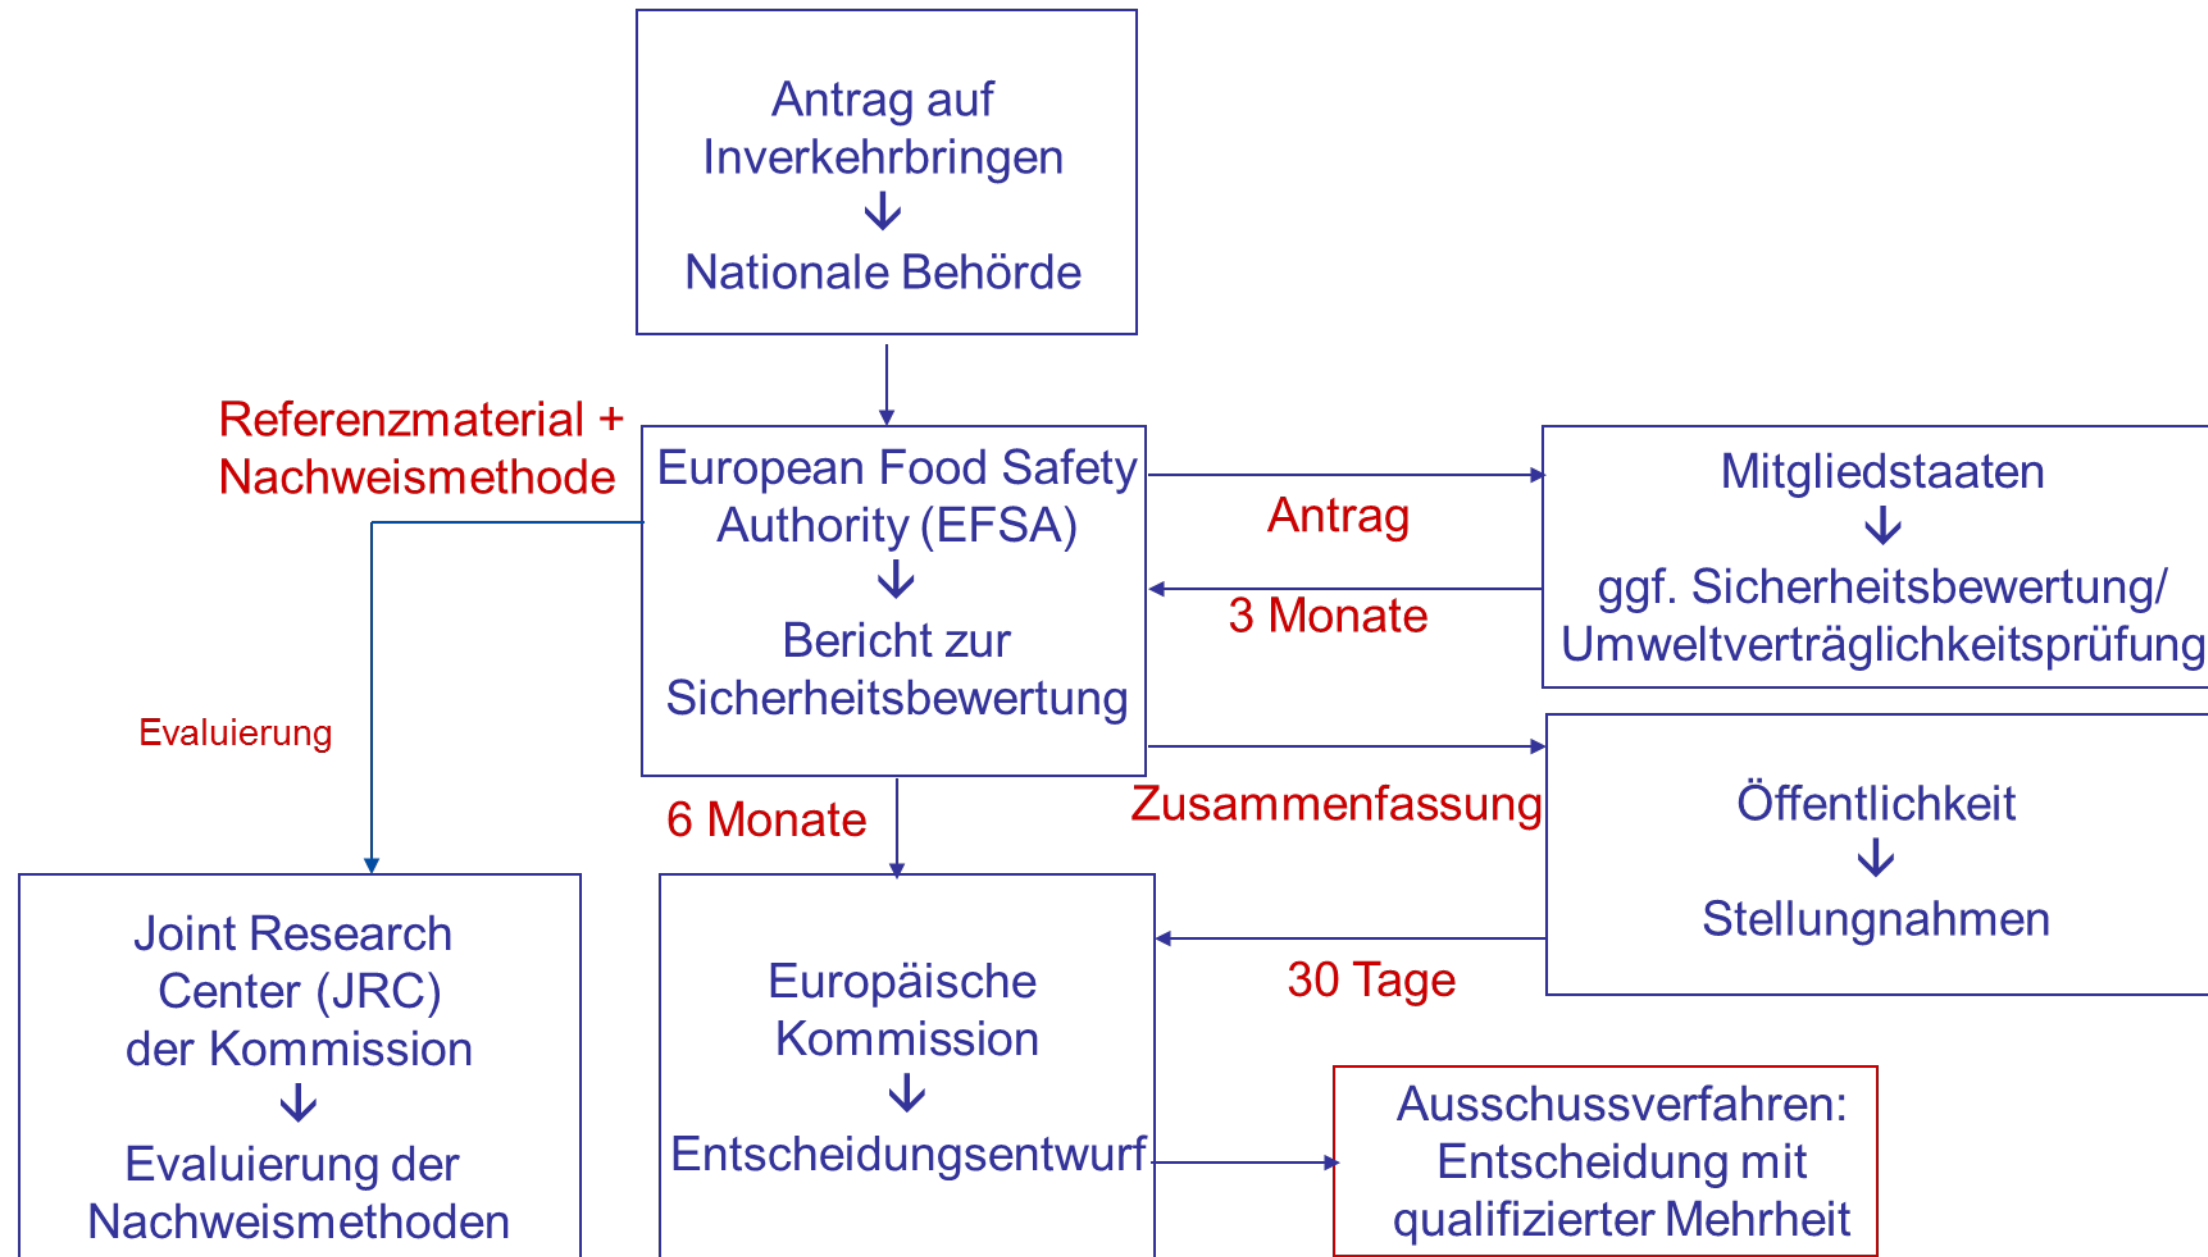 Antrag auf
Inverkehrbringen
↓
Nationale Behörde
Referenzmaterial +
Nachweismethode
European Food Safety
Authority (EFSA)
↓
Bericht zur
Sicherheitsbewertung
Antrag
3 Monate
Mitgliedstaaten
↓
ggf. Sicherheitsbewertung/
Umweltverträglichkeitsprüfung
Evaluierung
6 Monate
Zusammenfassung
Öffentlichkeit
↓
Stellungnahmen
30 Tage
Joint Research
Center (JRC)
der Kommission
↓
Evaluierung der
Nachweismethoden
Europäische
Kommission
↓
Entscheidungsentwurf
Ausschussverfahren:
Entscheidung mit
qualifizierter Mehrheit